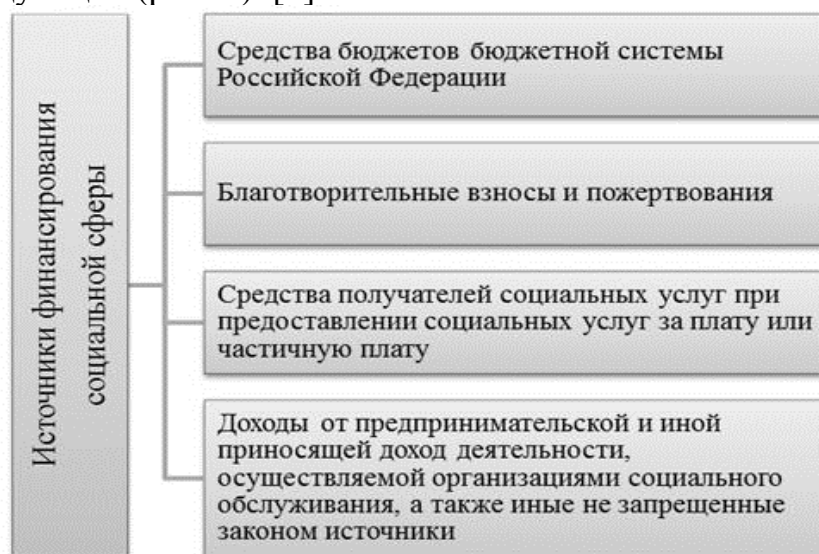 Источники финансирования
социальной сферы
Средства бюджетов бюджетной системы
Российской Федерации
Благотворительные взносы и пожертвования
Средства получателей социальных услуг при
предоставлении социальных услуг за плату или
частичную плату
Доходы от предпринимательской и иной
приносящей доход деятельности,
осуществляемой организациями социального
обслуживания, а также иные не запрещенные
законом источники